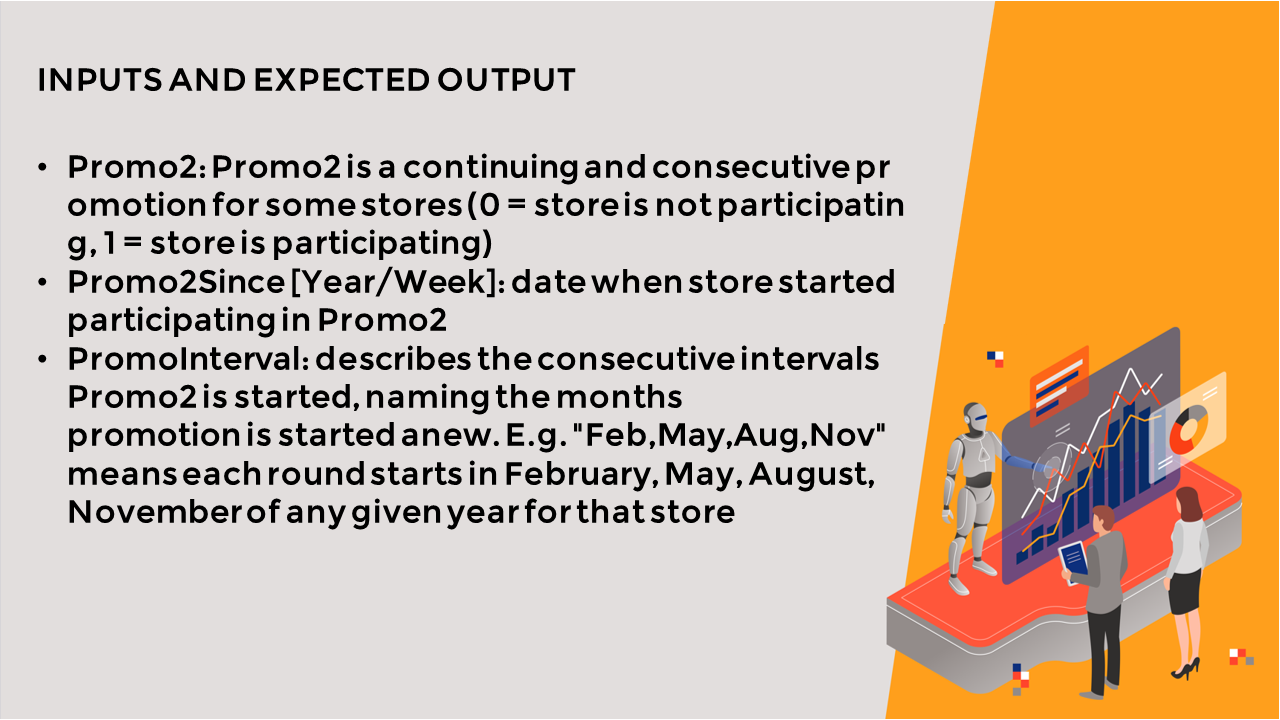 INPUTS AND EXPECTED OUTPUT
• Promo2: Promo2 is a continuing and consecutive pr
omotion for some stores (0 = store is not participatin
g, 1 = store is participating)
• Promo2Since [Year/Week]: date when store started
participating in Promo2
• PromoInterval: describes the consecutive intervals
Promo2 is started, naming the months
promotion is started anew. E.g. "Feb,May,Aug,Nov"
means each round starts in February, May, August,
November of any given year for that store